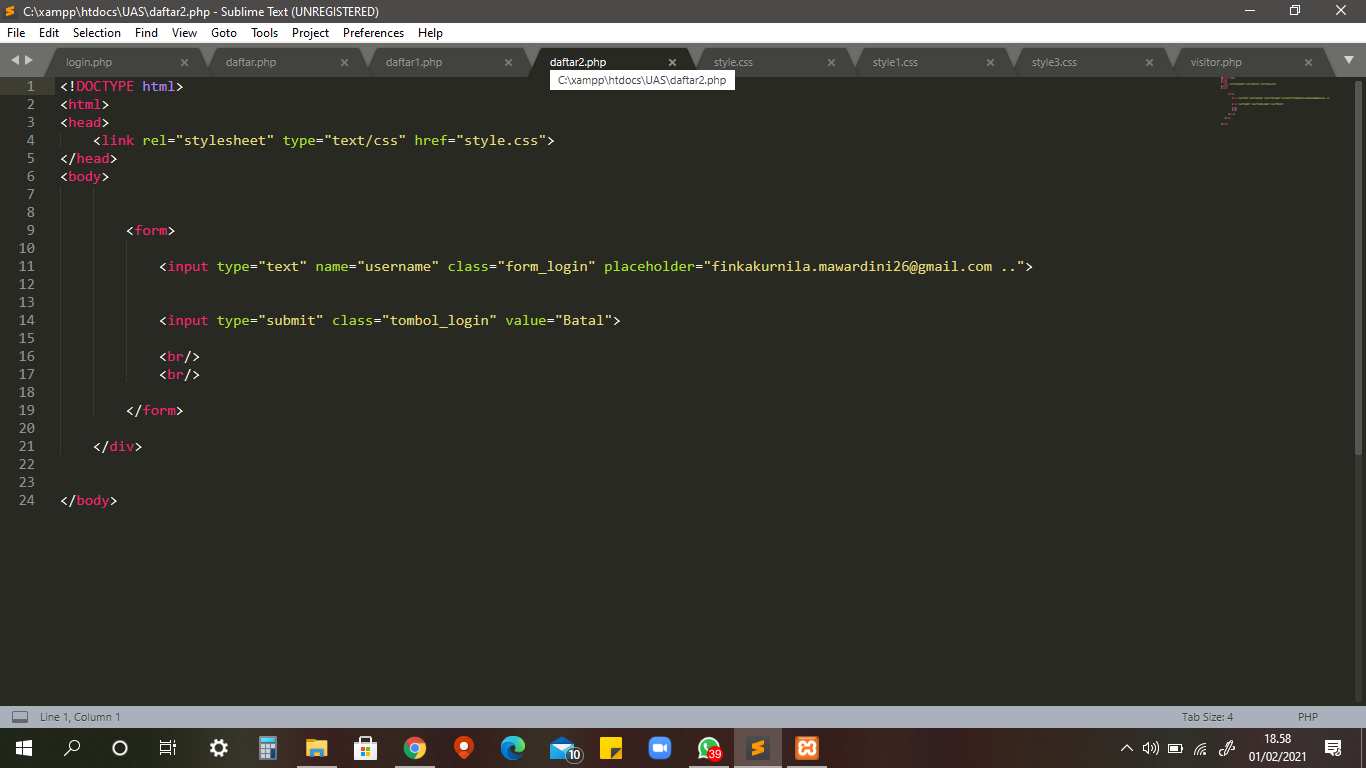 C:\xampp\htdocs\UAS\daftar2.php - Sublime Text (UNREGISTERED)
File Edit Selection Find View Goto Tools Project Preferences Help
login.php daftar.php daftar1.php daftar2.php style.css style1.css style3.css visitor.php
C:\xampp\htdocs\UAS\daftar2.php
1 <!DOCTYPE html>
2 <html>
3 <head>
4 <link rel="stylesheet" type="text/css" href="style.css">
5 </head>
6 <body>
7
8
9 <form>
10
11 <input type="text" name="username" class="form_login" placeholder="finkakurnila.mawardini26@gmail.com ..">
12
13
14 <input type="submit" class="tombol_login" value="Batal">
15
16 <br/>
17 <br/>
18
19 </form>
20
21 </div>
22
23
24 </body>
Line 1, Column 1 Tab Size: 4 PHP
10 39 18.58
01/02/2021